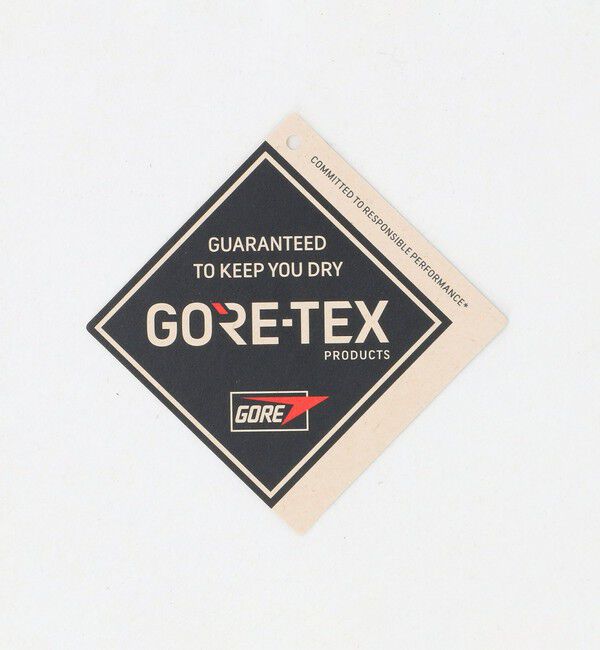 COMMITTED TO RESPONSIBLE PERFORMANCE*
GUARANTEED
TO KEEP YOU DRY
GORE-TEX
PRODUCTS
GORE